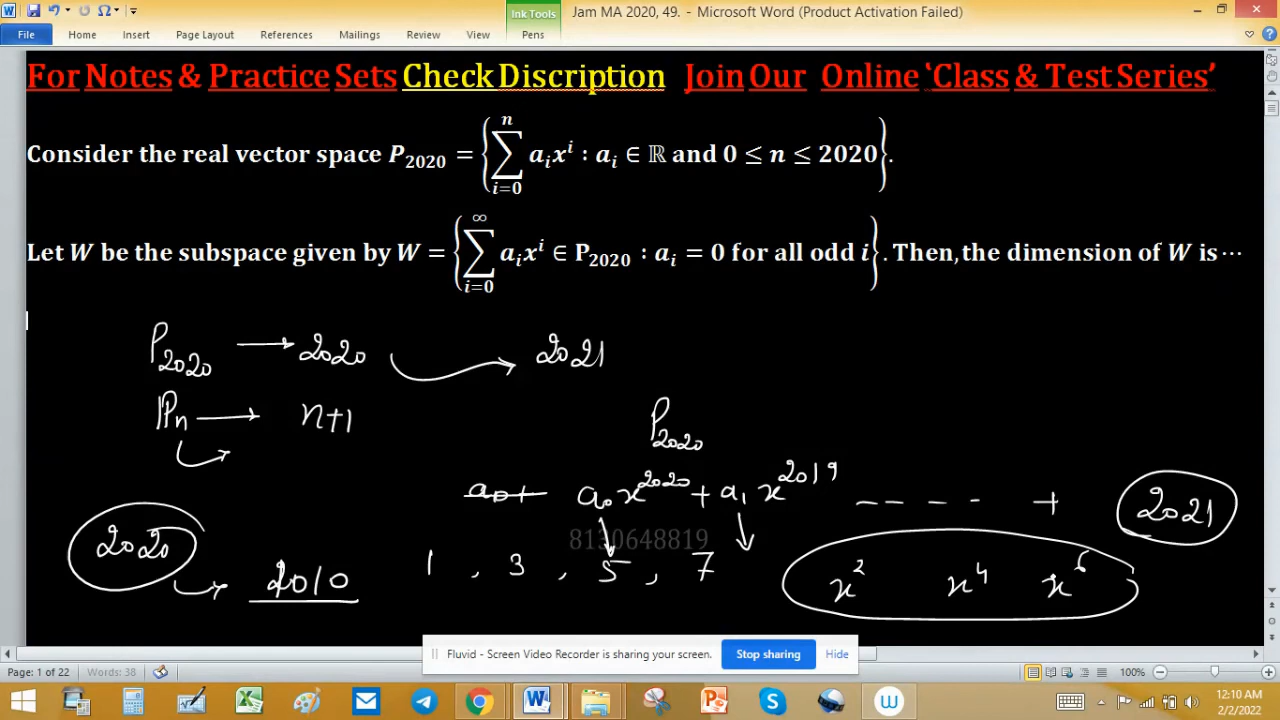 Ink Tools
Jam MA 2020, 49. - Microsoft Word (Product Activation Failed)
File Home Insert Page Layout References Mailings Review View Pens
For Notes & Practice Sets Check Discription Join Our Online 'Class & Test Series'
Consider the real vector space P₂₀₂₀ = {∑_{i=0}^{n} aᵢxⁱ : aᵢ ∈ ℝ and 0 ≤ n ≤ 2020}.
Let W be the subspace given by W = {∑_{i=0}^{∞} aᵢxⁱ ∈ P₂₀₂₀ : aᵢ = 0 for all odd i}. Then, the dimension of W is ⋯
P₂₀₂₀ → 2020 → 2021
Pₙ → n+1
P₂₀₂₀
a₀+ a₀x²⁰²⁰ + a₁x²⁰¹⁹ ---- + 2021
2020
8130648819
2010 1 , 3 , 5 , 7 x² x⁴ x⁶
Fluvid - Screen Video Recorder is sharing your screen. Stop sharing Hide
Page: 1 of 22 Words: 38 100%
12:10 AM
2/2/2022